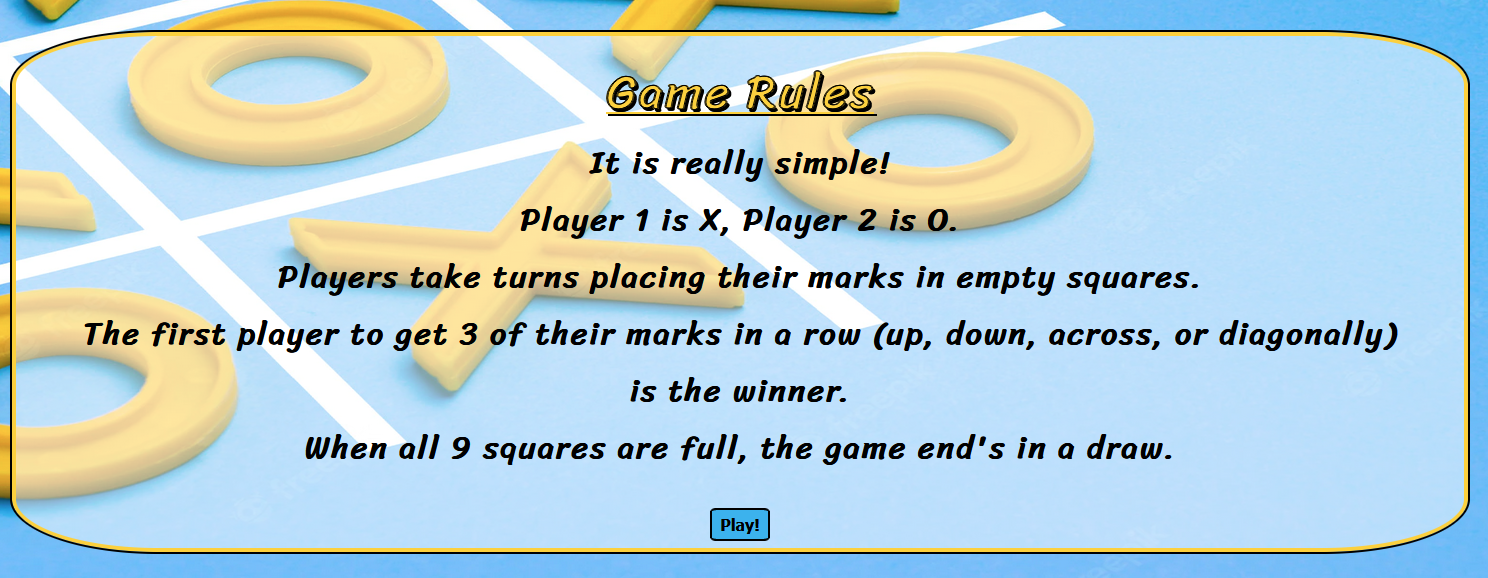 Game Rules
It is really simple!
Player 1 is X, Player 2 is O.
Players take turns placing their marks in empty squares.
The first player to get 3 of their marks in a row (up, down, across, or diagonally)
is the winner.
When all 9 squares are full, the game end's in a draw.
Play!